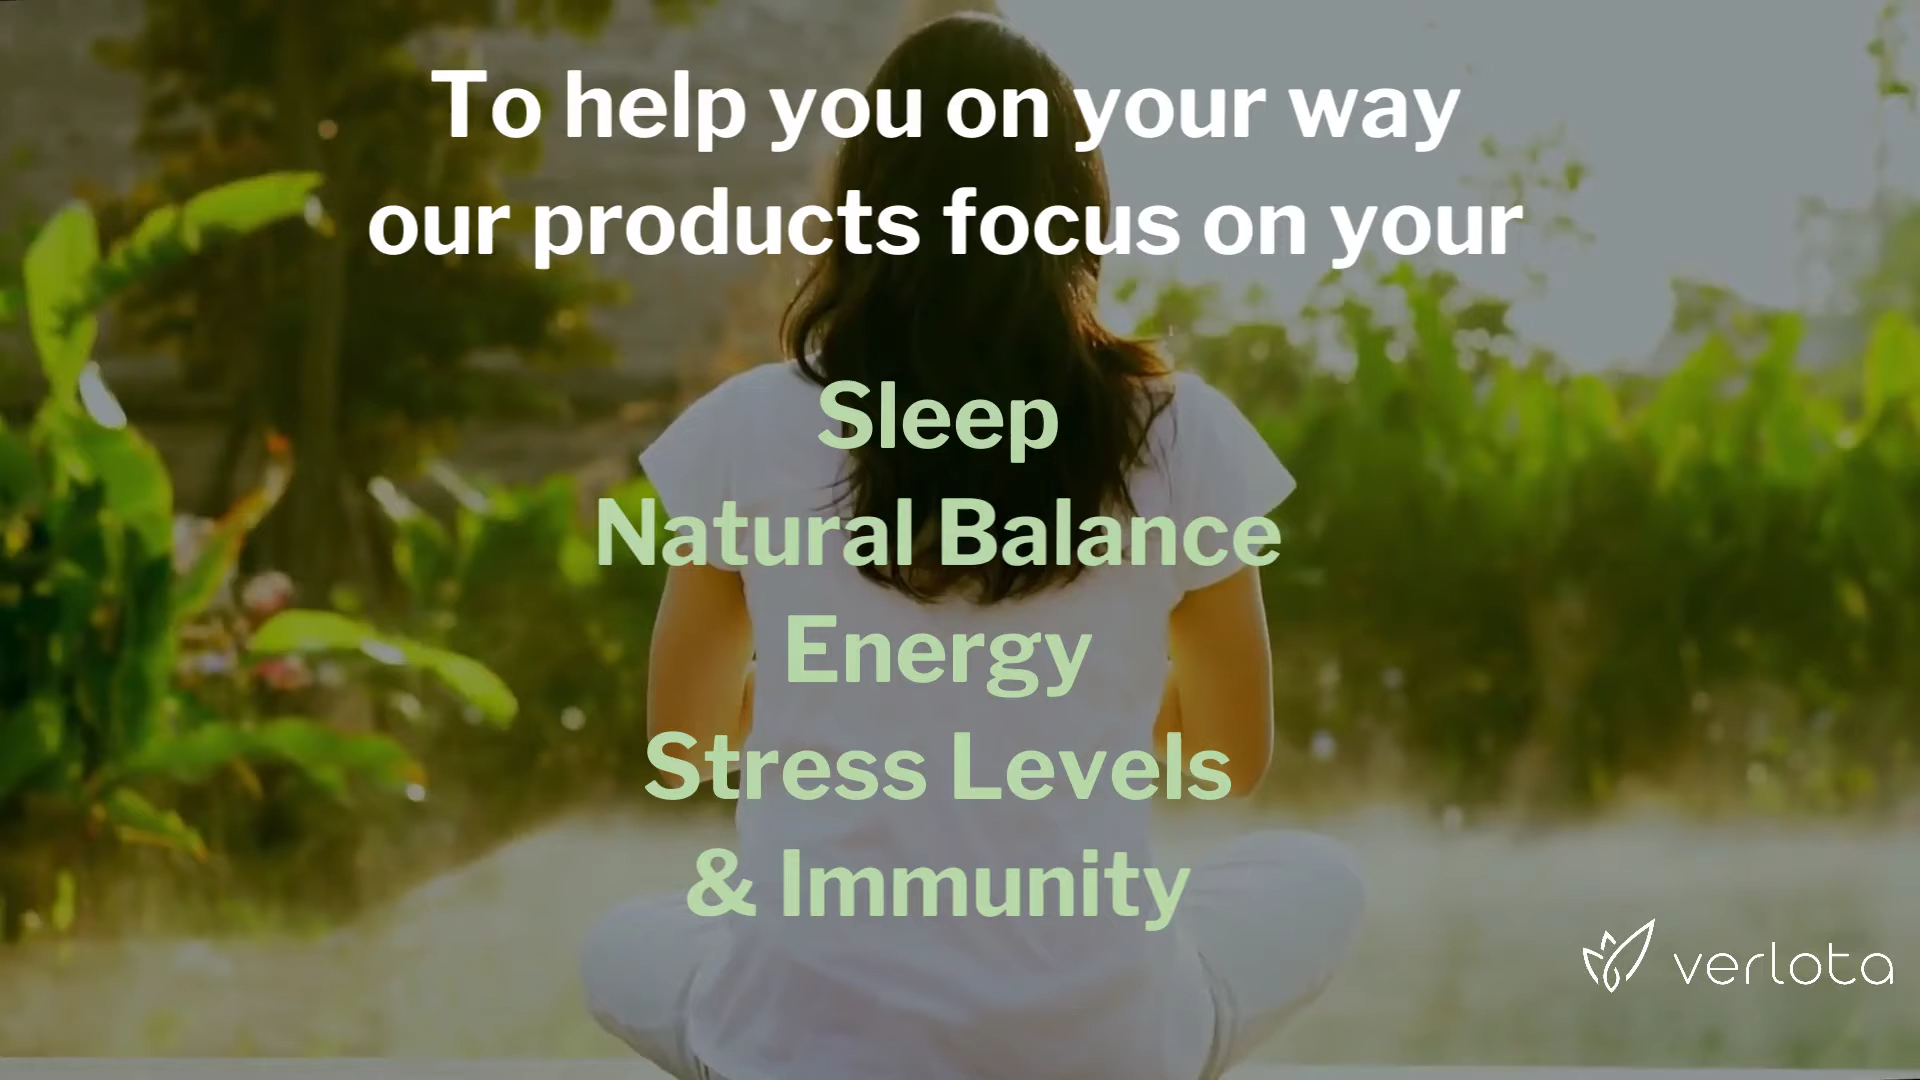 To help you on your way
our products focus on your
Sleep
Natural Balance
Energy
Stress Levels
& Immunity
verlota